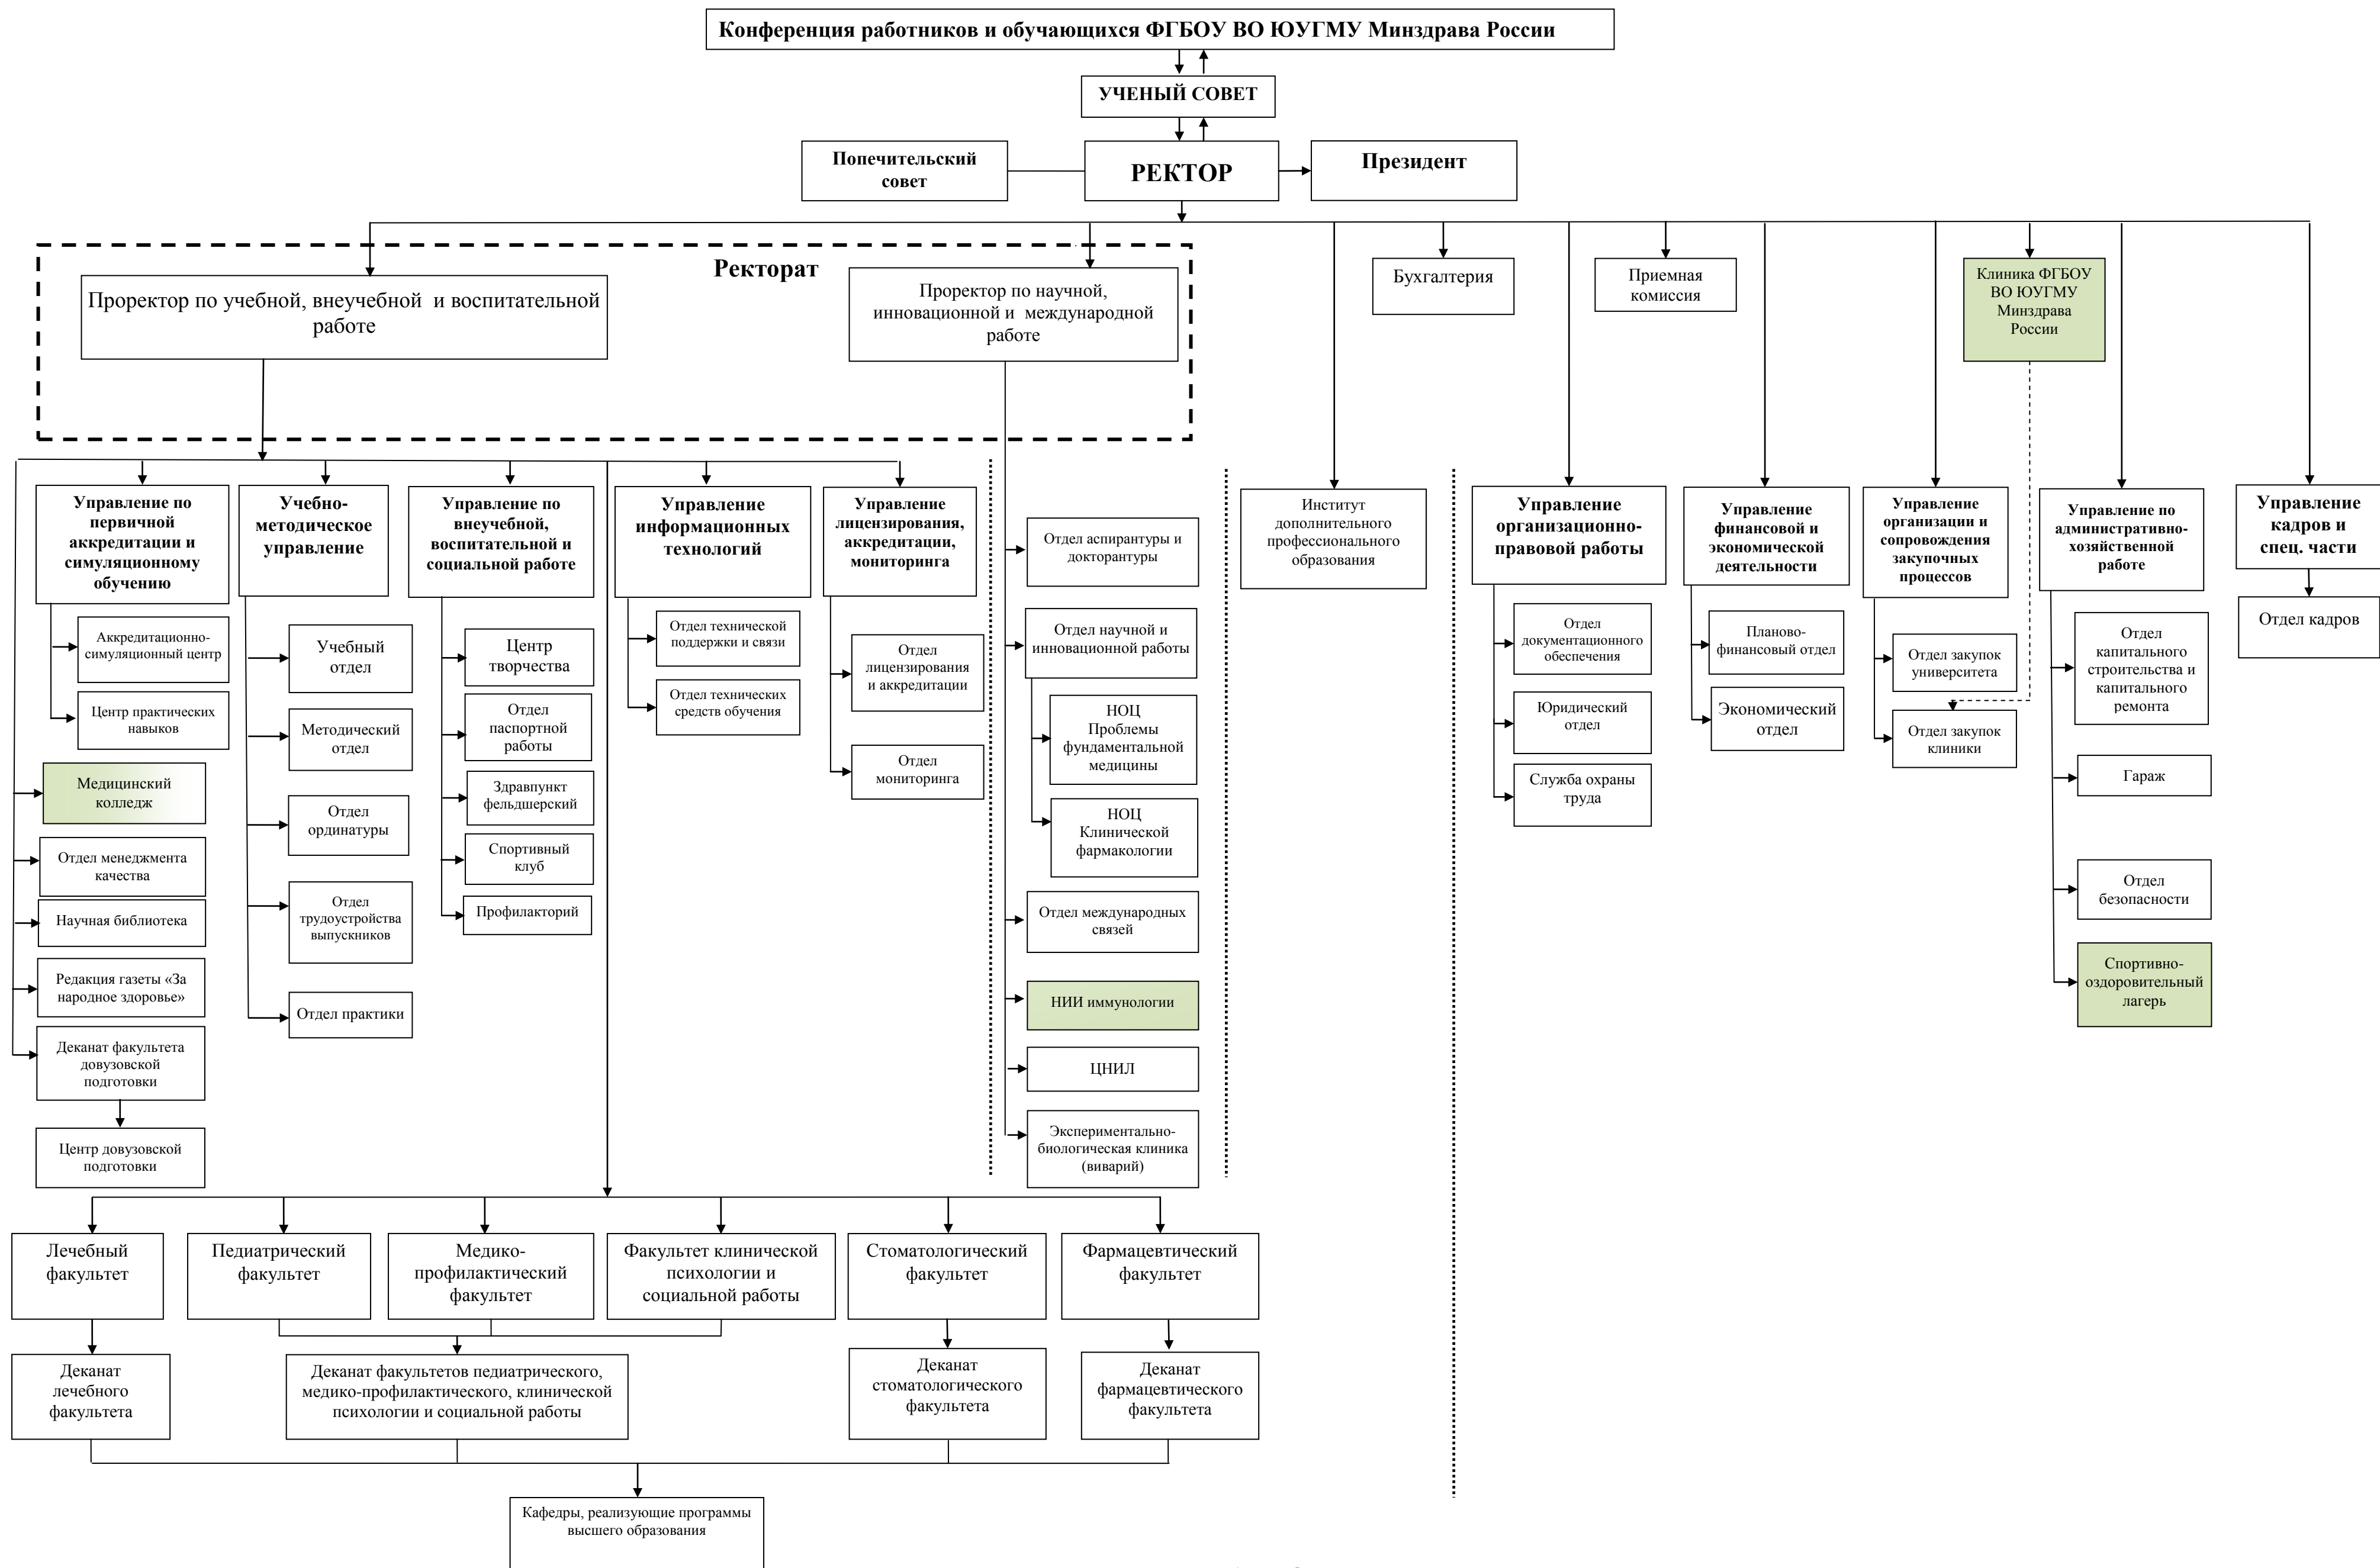 Конференция работников и обучающихся ФГБОУ ВО ЮУГМУ Минздрава России
УЧЕНЫЙ СОВЕТ
Попечительский
совет
РЕКТОР
Президент
Ректорат
Проректор по учебной, внеучебной и воспитательной
работе
Проректор по научной,
инновационной и международной
работе
Бухгалтерия
Приемная
комиссия
Клиника ФГБОУ
ВО ЮУГМУ
Минздрава
России
Управление по
первичной
аккредитации и
симуляционному
обучению
Аккредитационно-
симуляционный центр
Центр практических
навыков
Медицинский
колледж
Отдел менеджмента
качества
Научная библиотека
Редакция газеты «За
народное здоровье»
Деканат факультета
довузовской
подготовки
Центр довузовской
подготовки
Учебно-
методическое
управление
Учебный
отдел
Методический
отдел
Отдел
ординатуры
Отдел
трудоустройства
выпускников
Отдел практики
Управление по
внеучебной,
воспитательной и
социальной работе
Центр
творчества
Отдел
паспортной
работы
Здравпункт
фельдшерский
Спортивный
клуб
Профилакторий
Управление
информационных
технологий
Отдел технической
поддержки и связи
Отдел технических
средств обучения
Управление
лицензирования,
аккредитации,
мониторинга
Отдел
лицензирования
и аккредитации
Отдел
мониторинга
Отдел аспирантуры и
докторантуры
Отдел научной и
инновационной работы
НОЦ
Проблемы
фундаментальной
медицины
НОЦ
Клинической
фармакологии
Отдел международных
связей
НИИ иммунологии
ЦНИЛ
Экспериментально-
биологическая клиника
(виварий)
Институт
дополнительного
профессионального
образования
Управление
организационно-
правовой работы
Отдел
документационного
обеспечения
Юридический
отдел
Служба охраны
труда
Управление
финансовой и
экономической
деятельности
Планово-
финансовый отдел
Экономический
отдел
Управление
организации и
сопровождения
закупочных
процессов
Отдел закупок
университета
Отдел закупок
клиники
Управление по
административно-
хозяйственной
работе
Отдел
капитального
строительства и
капитального
ремонта
Гараж
Отдел
безопасности
Спортивно-
оздоровительный
лагерь
Управление
кадров и
спец. части
Отдел кадров
Лечебный
факультет
Педиатрический
факультет
Медико-
профилактический
факультет
Факультет клинической
психологии и
социальной работы
Стоматологический
факультет
Фармацевтический
факультет
Деканат
лечебного
факультета
Деканат факультетов педиатрического,
медико-профилактического, клинической
психологии и социальной работы
Деканат
стоматологического
факультета
Деканат
фармацевтического
факультета
Кафедры, реализующие программы
высшего образования